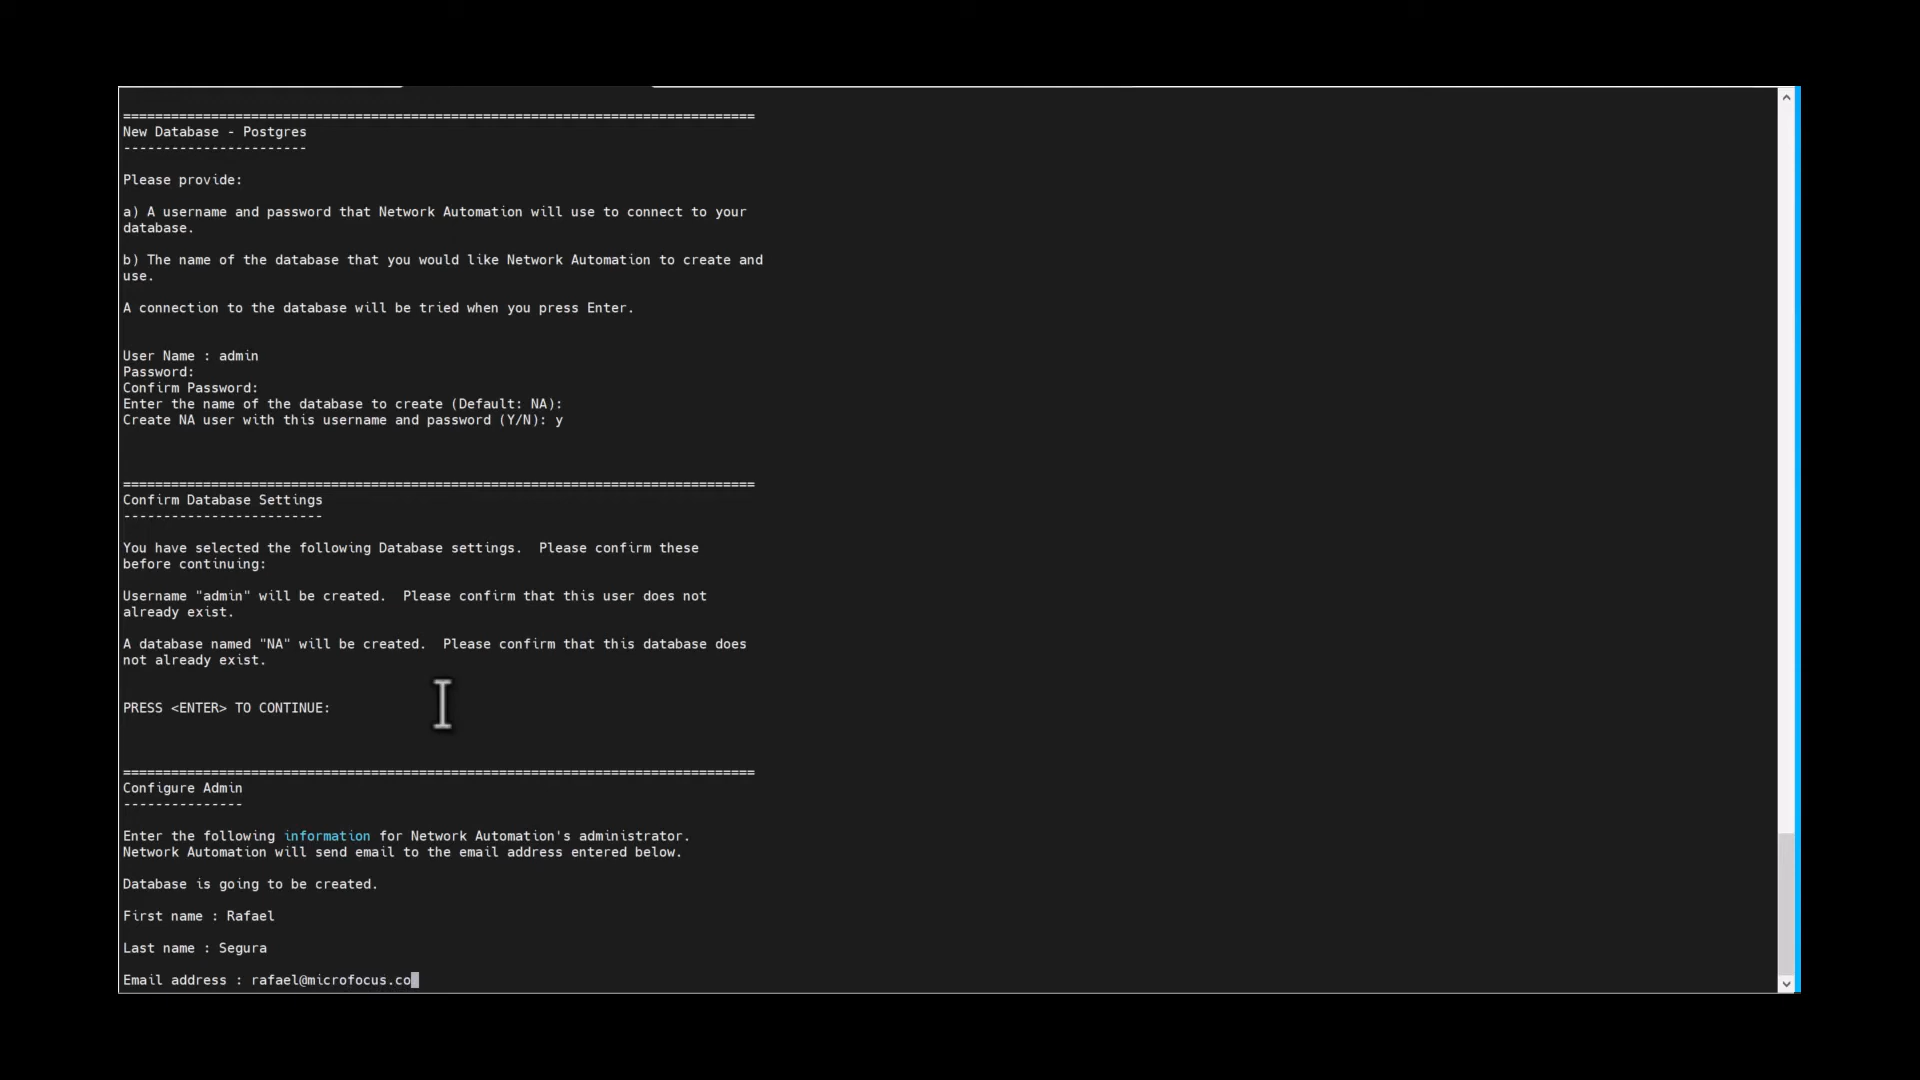 ===============================================================================
New Database - Postgres
-----------------------
Please provide:
a) A username and password that Network Automation will use to connect to your
database.
b) The name of the database that you would like Network Automation to create and
use.
A connection to the database will be tried when you press Enter.
User Name : admin
Password:
Confirm Password:
Enter the name of the database to create (Default: NA):
Create NA user with this username and password (Y/N): y
===============================================================================
Confirm Database Settings
-------------------------
You have selected the following Database settings.  Please confirm these
before continuing:
Username "admin" will be created.  Please confirm that this user does not
already exist.
A database named "NA" will be created.  Please confirm that this database does
not already exist.
PRESS <ENTER> TO CONTINUE:
===============================================================================
Configure Admin
---------------
Enter the following information for Network Automation's administrator.
Network Automation will send email to the email address entered below.
Database is going to be created.
First name : Rafael
Last name : Segura
Email address : rafael@microfocus.co